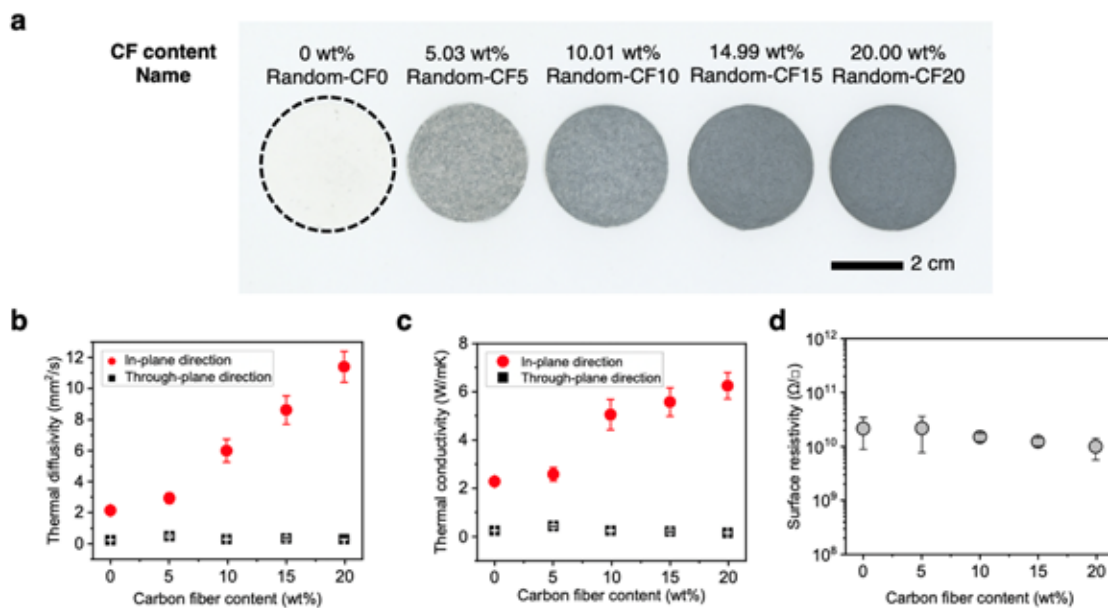 a
CF content 0 wt% 5.03 wt% 10.01 wt% 14.99 wt% 20.00 wt%
Name Random-CF0 Random-CF5 Random-CF10 Random-CF15 Random-CF20
2 cm
b
Thermal diffusivity (mm²/s)
12
10
8
6
4
2
0
In-plane direction
Through-plane direction
0 5 10 15 20
Carbon fiber content (wt%)
c
Thermal conductivity (W/mK)
8
6
4
2
0
In-plane direction
Through-plane direction
0 5 10 15 20
Carbon fiber content (wt%)
d
Surface resistivity (Ω/□)
10¹²
10¹¹
10¹⁰
10⁹
10⁸
0 5 10 15 20
Carbon fiber content (wt%)